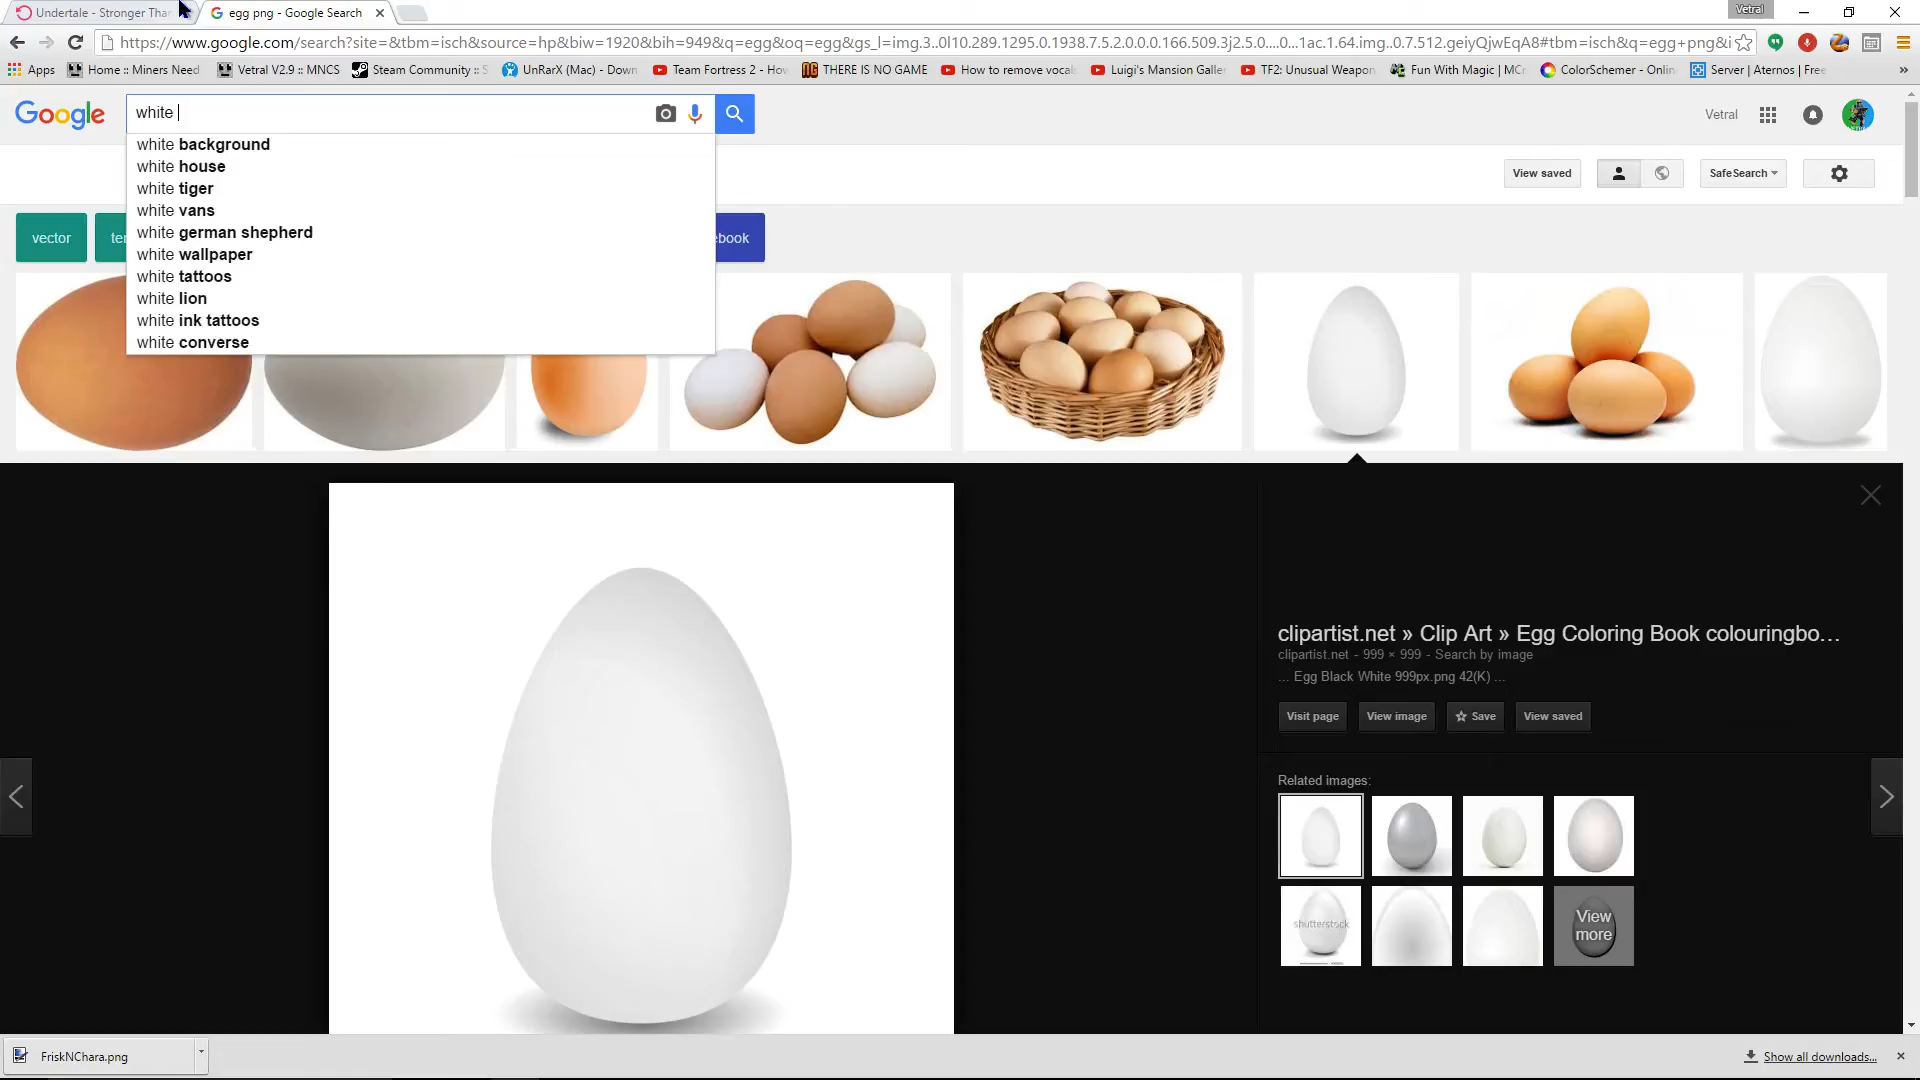 Undertale - Stronger Tha
egg png - Google Search
Vetral
https://www.google.com/search?site=&tbm=isch&source=hp&biw=1920&bih=949&q=egg&oq=egg&gs_l=img.3..0l10.289.1295.0.1938.7.5.2.0.0.0.166.509.3j2.5.0....0...1ac.1.64.img..0.7.512.geiyQjwEqA8#tbm=isch&q=egg+png&i
Apps
Home :: Miners Need
Vetral V2.9 :: MNCS
Steam Community :: S
UnRarX (Mac) - Down
Team Fortress 2 - Hov
THERE IS NO GAME
How to remove vocals
Luigi's Mansion Galler
TF2: Unusual Weapon
Fun With Magic | MCr
ColorSchemer - Onlin
Server | Aternos | Free
»
Google
white
Vetral
white background
white house
white tiger
white vans
white german shepherd
white wallpaper
white tattoos
white lion
white ink tattoos
white converse
View saved
SafeSearch
vector
ter
book
clipartist.net » Clip Art » Egg Coloring Book colouringbo…
clipartist.net - 999 × 999 - Search by image
... Egg Black White 999px.png 42(K) ...
Visit page
View image
Save
View saved
Related images:
shutterstock
View
more
FriskNChara.png
Show all downloads...